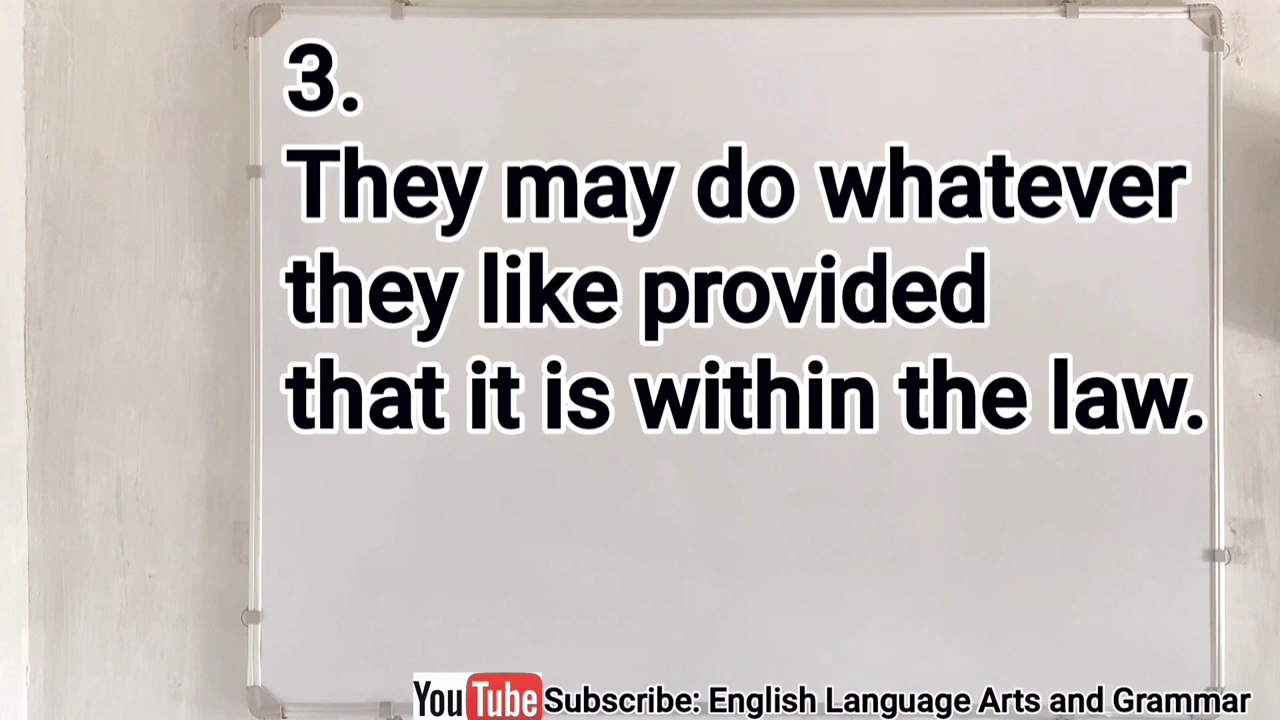 3.
They may do whatever
they like provided
that it is within the law.
YouTube Subscribe: English Language Arts and Grammar